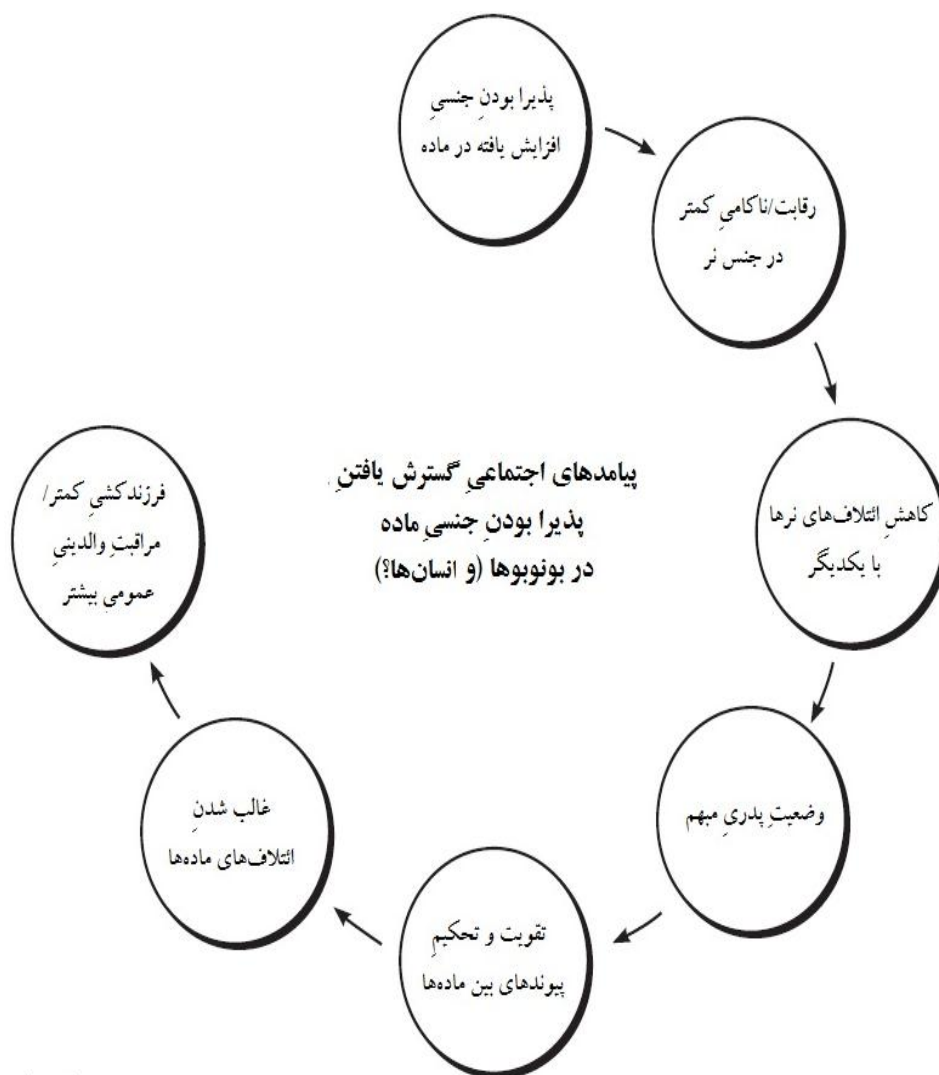 پذیرا بودنِ جنسیِ
افزایش یافته در ماده
رقابت/ناکامیِ کمتر
در جنس نر
کاهشِ ائتلاف‌های نرها
با یکدیگر
وضعیتِ پدریِ مبهم
تقویت و تحکیمِ
پیوندهای بین ماده‌ها
غالب شدنِ
ائتلاف‌های ماده‌ها
فرزندکشیِ کمتر/
مراقبتِ والدینیِ
عمومیِ بیشتر
پیامدهای اجتماعیِ گسترش یافتنِ
پذیرا بودنِ جنسیِ ماده
در بونوبوها (و انسان‌ها؟)